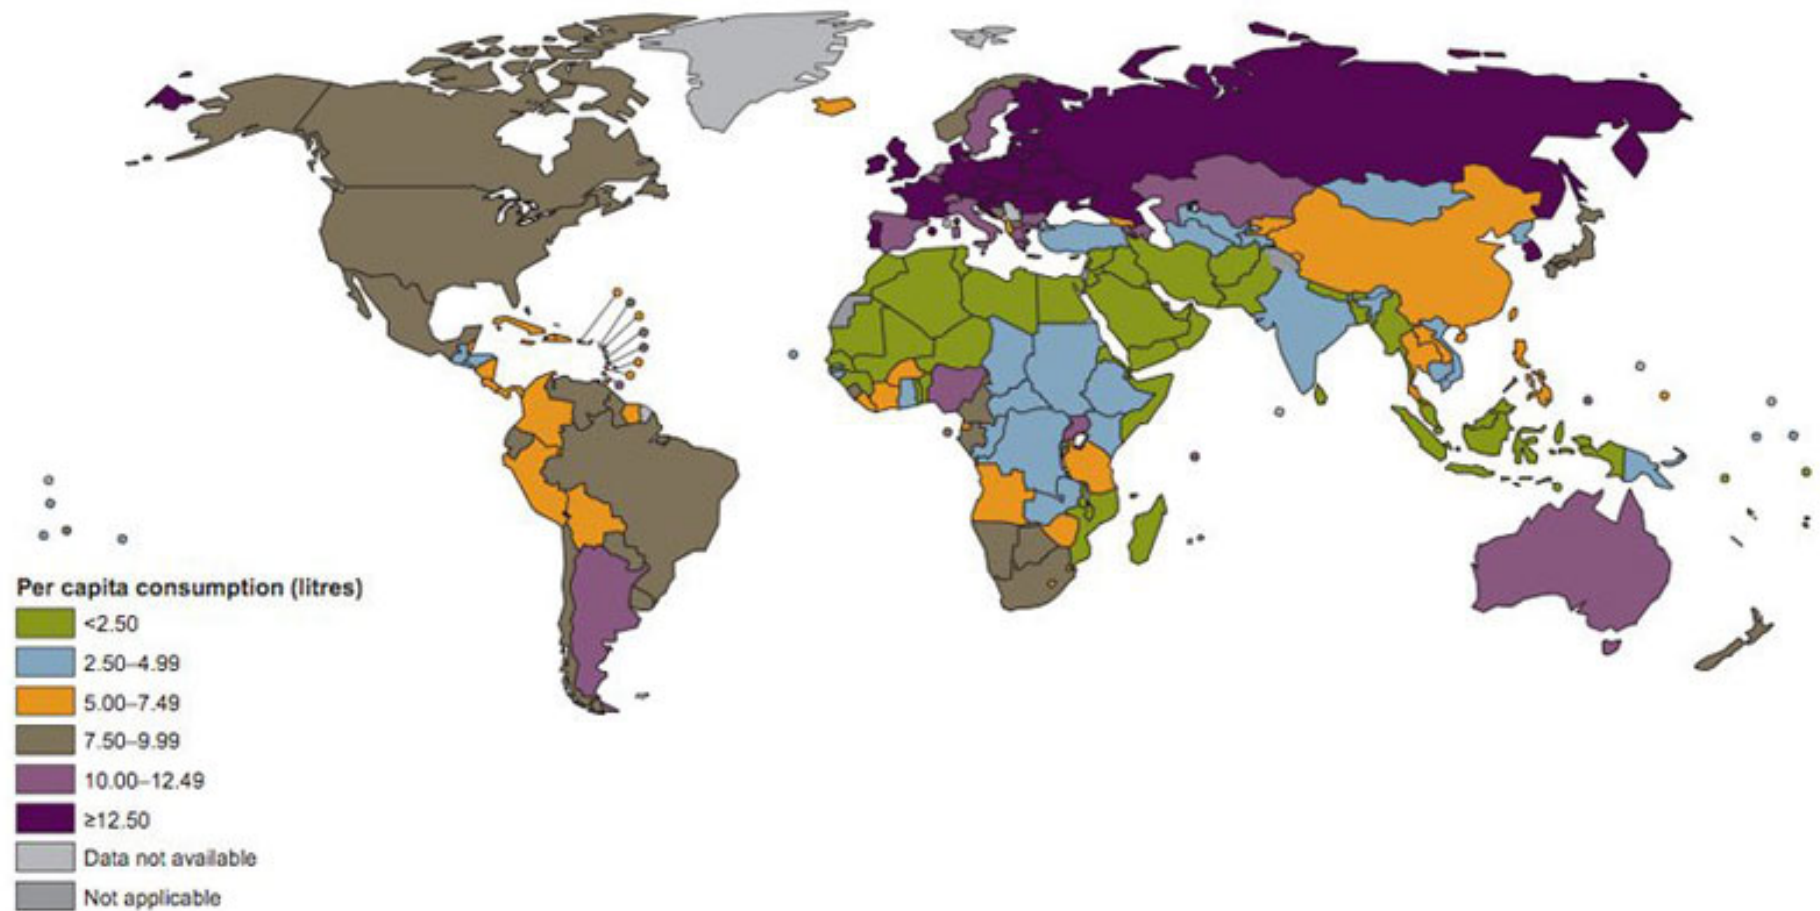 Per capita consumption (litres)
<2.50
2.50–4.99
5.00–7.49
7.50–9.99
10.00–12.49
≥12.50
Data not available
Not applicable